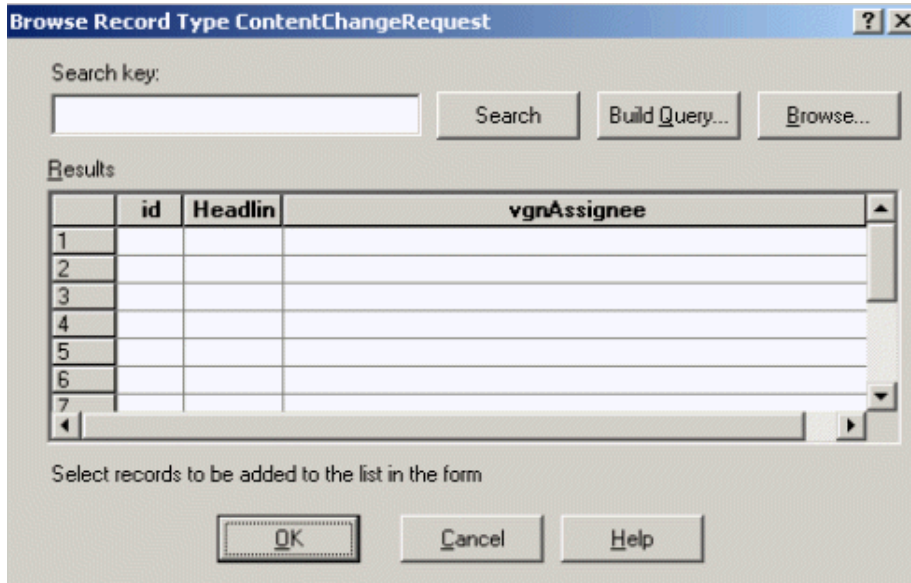 Browse Record Type ContentChangeRequest
Search key:
Search Build Query... Browse...
Results
id Headlin vgnAssignee
1
2
3
4
5
6
7
Select records to be added to the list in the form
OK Cancel Help